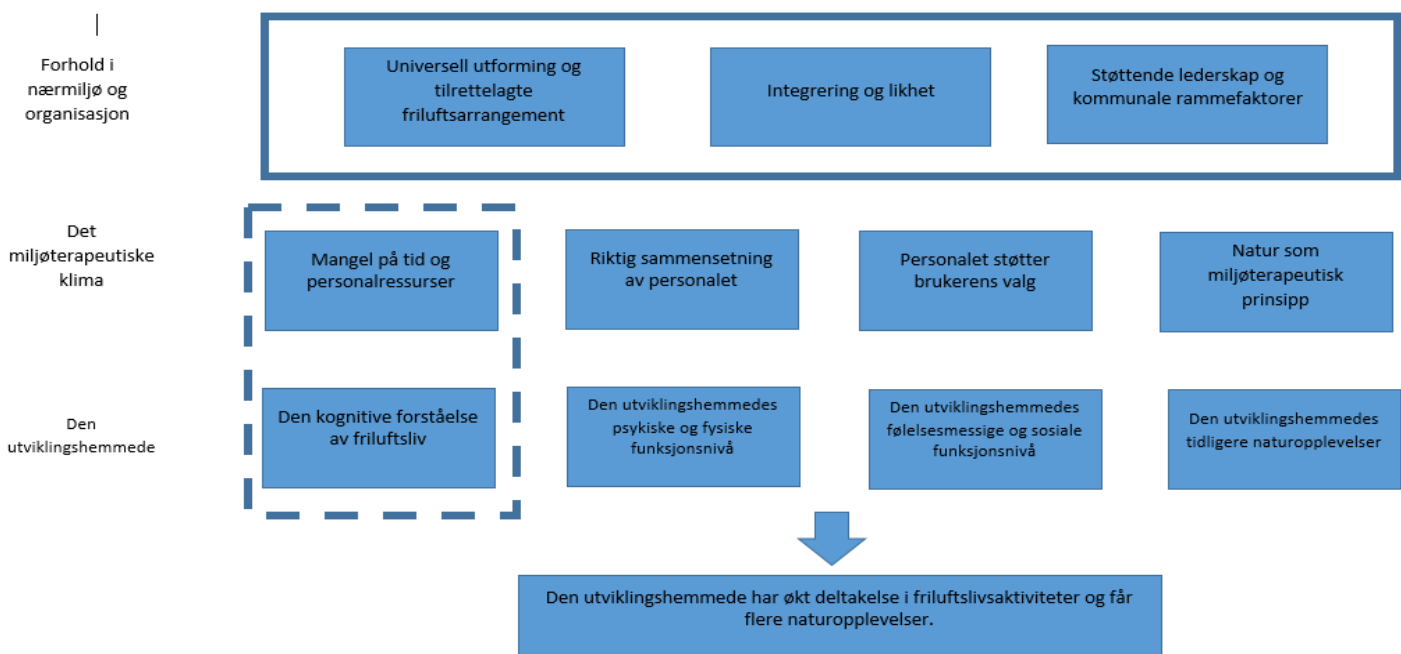 Forhold i
nærmiljø og
organisasjon
Universell utforming og
tilrettelagte
friluftsarrangement
Integrering og likhet
Støttende lederskap og
kommunale rammefaktorer
Det
miljøterapeutiske
klima
Mangel på tid og
personalressurser
Riktig sammensetning
av personalet
Personalet støtter
brukerens valg
Natur som
miljøterapeutisk
prinsipp
Den
utviklingshemmede
Den kognitive forståelse
av friluftsliv
Den utviklingshemmedes
psykiske og fysiske
funksjonsnivå
Den utviklingshemmedes
følelsesmessige og sosiale
funksjonsnivå
Den utviklingshemmedes
tidligere naturopplevelser
Den utviklingshemmede har økt deltakelse i friluftslivsaktiviteter og får
flere naturopplevelser.